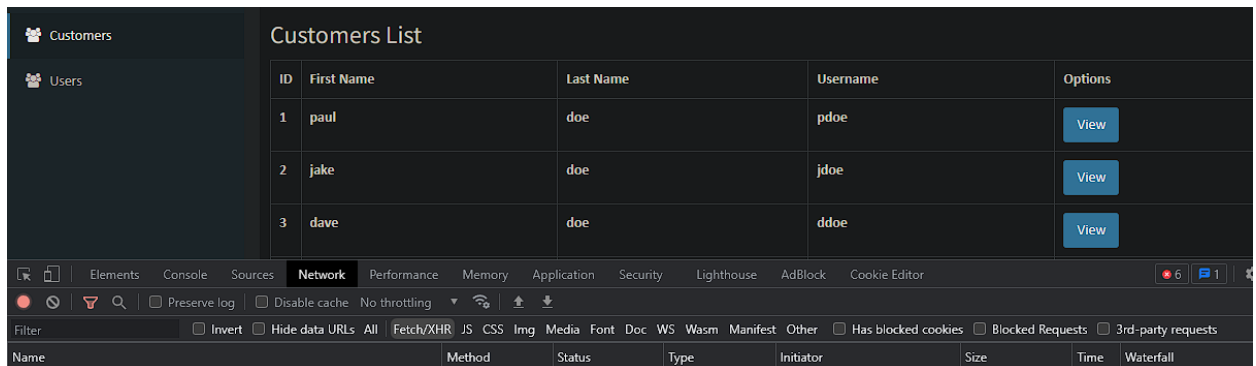 Customers
Users
Customers List
ID First Name Last Name Username Options
1 paul doe pdoe View
2 jake doe jdoe View
3 dave doe ddoe View
Elements Console Sources Network Performance Memory Application Security Lighthouse AdBlock Cookie Editor 6 1
Preserve log Disable cache No throttling
Filter Invert Hide data URLs All Fetch/XHR JS CSS Img Media Font Doc WS Wasm Manifest Other Has blocked cookies Blocked Requests 3rd-party requests
Name Method Status Type Initiator Size Time Waterfall